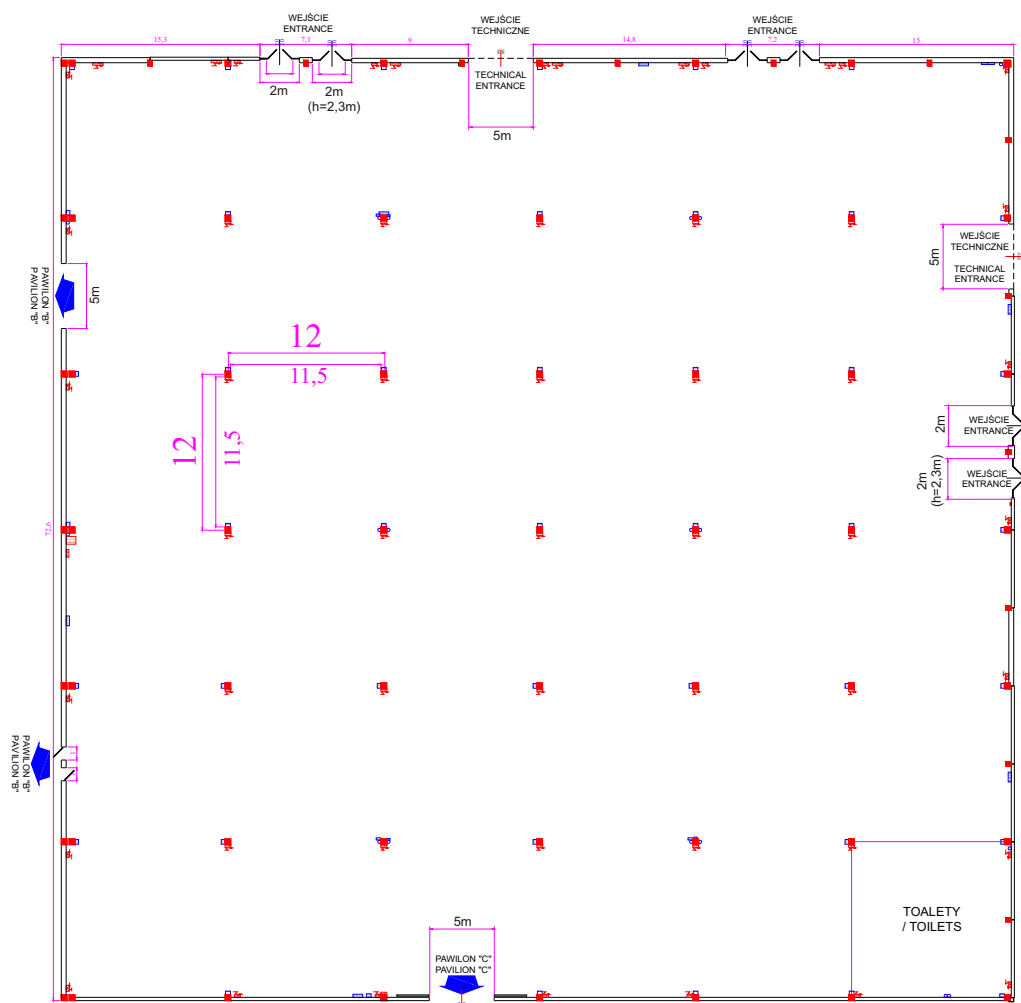 WEJŚCIE
ENTRANCE
WEJŚCIE
TECHNICZNE
WEJŚCIE
ENTRANCE
15,3
7,1
9
14,8
7,2
15
TECHNICAL
ENTRANCE
2m
2m
(h=2,3m)
5m
WEJŚCIE
TECHNICZNE
TECHNICAL
ENTRANCE
5m
PAWILON "B"
PAVILION "B"
5m
12
11,5
12
11,5
2m
WEJŚCIE
ENTRANCE
2m
(h=2,3m)
WEJŚCIE
ENTRANCE
72,6
PAWILON "B"
PAVILION "B"
TOALETY
/ TOILETS
5m
PAWILON "C"
PAVILION "C"